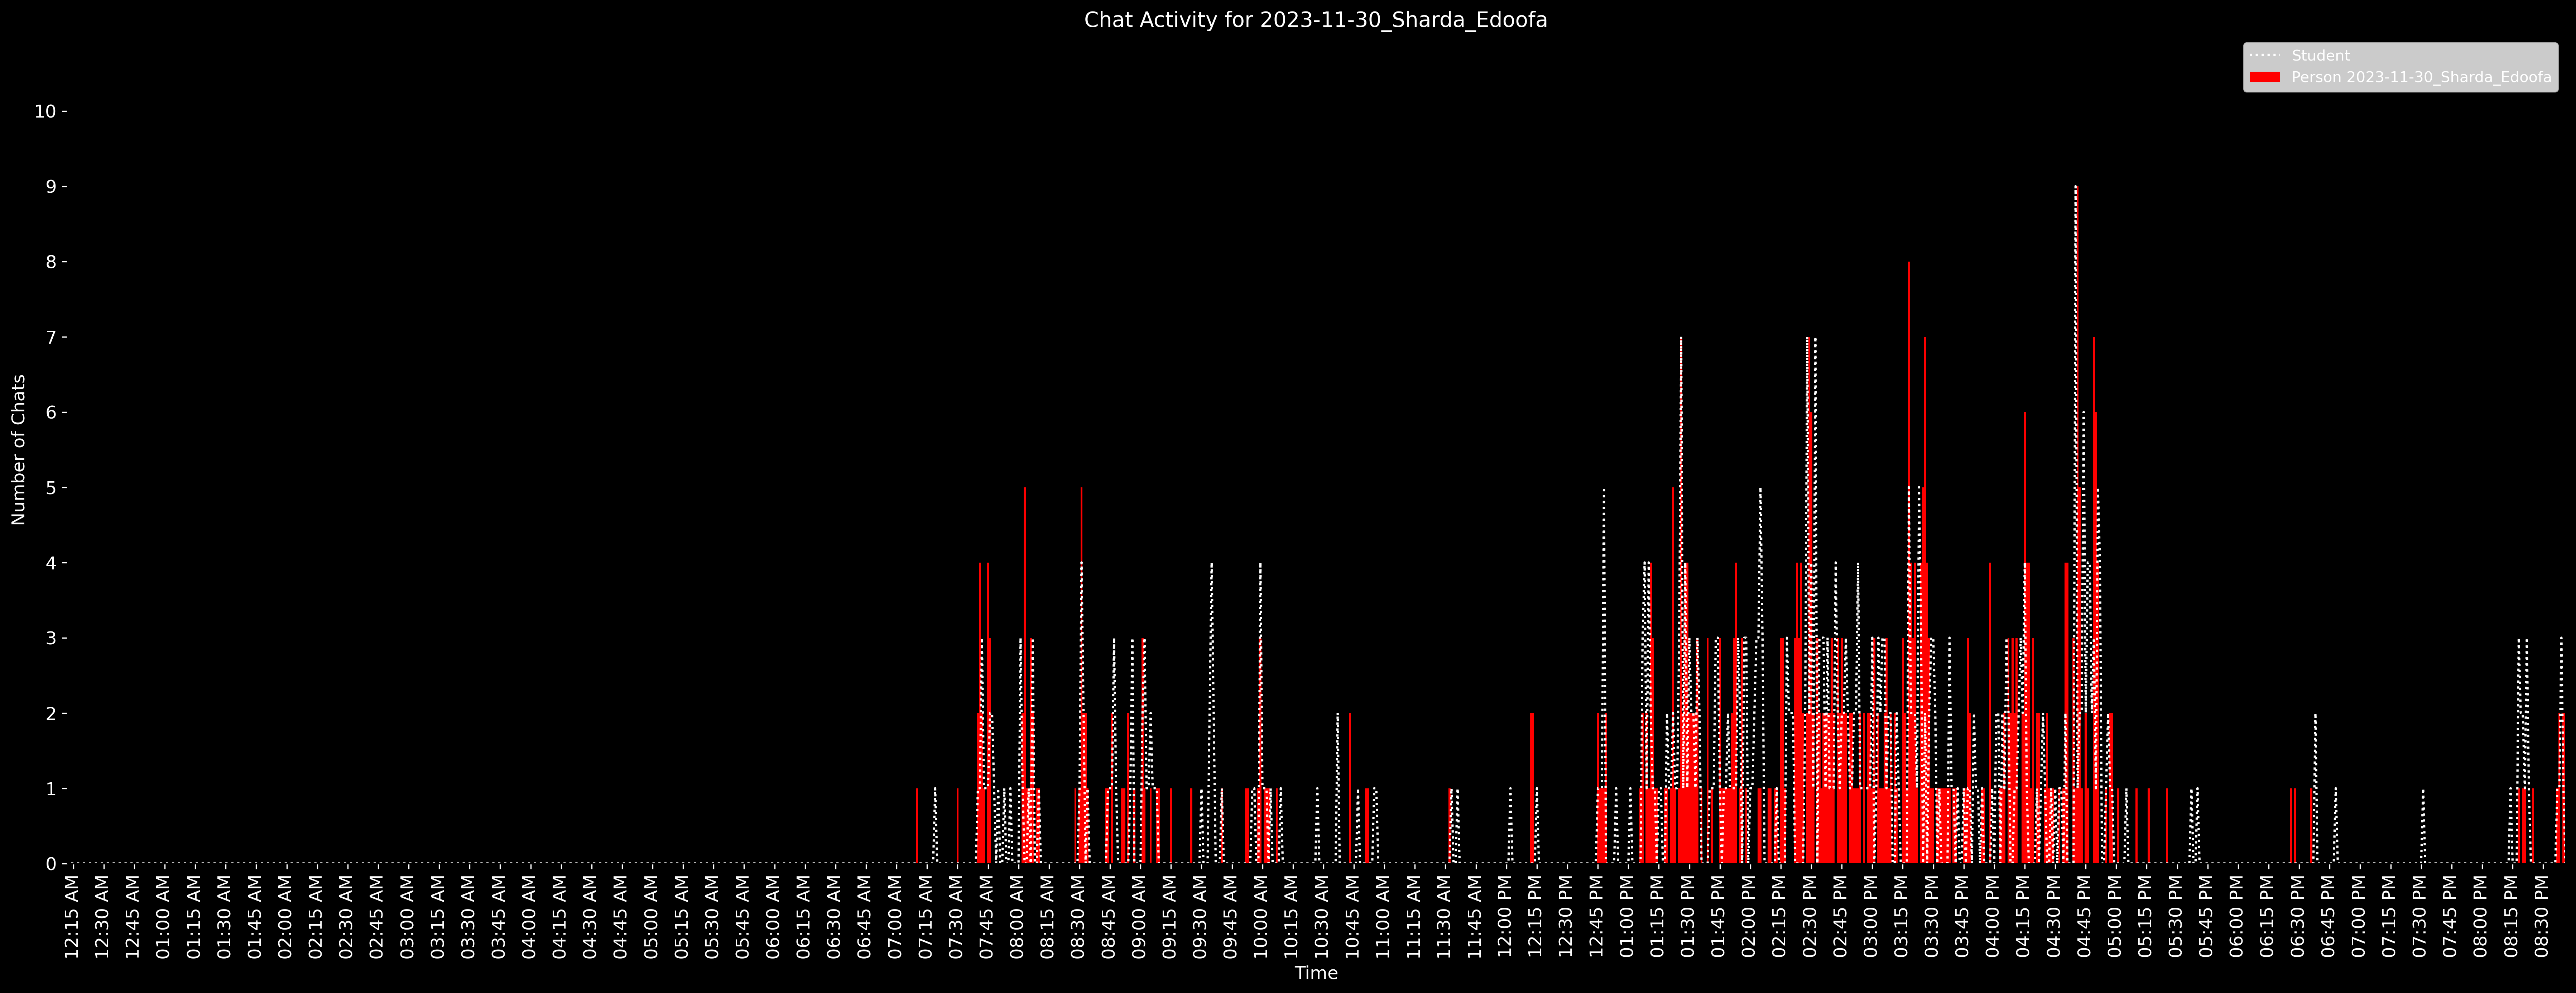 Chat Activity for 2023-11-30_Sharda_Edoofa
Student
Person 2023-11-30_Sharda_Edoofa
10
9
8
7
6
5
4
3
2
1
0
Number of Chats
12:15 AM
12:30 AM
12:45 AM
01:00 AM
01:15 AM
01:30 AM
01:45 AM
02:00 AM
02:15 AM
02:30 AM
02:45 AM
03:00 AM
03:15 AM
03:30 AM
03:45 AM
04:00 AM
04:15 AM
04:30 AM
04:45 AM
05:00 AM
05:15 AM
05:30 AM
05:45 AM
06:00 AM
06:15 AM
06:30 AM
06:45 AM
07:00 AM
07:15 AM
07:30 AM
07:45 AM
08:00 AM
08:15 AM
08:30 AM
08:45 AM
09:00 AM
09:15 AM
09:30 AM
09:45 AM
10:00 AM
10:15 AM
10:30 AM
10:45 AM
11:00 AM
11:15 AM
11:30 AM
11:45 AM
12:00 PM
12:15 PM
12:30 PM
12:45 PM
01:00 PM
01:15 PM
01:30 PM
01:45 PM
02:00 PM
02:15 PM
02:30 PM
02:45 PM
03:00 PM
03:15 PM
03:30 PM
03:45 PM
04:00 PM
04:15 PM
04:30 PM
04:45 PM
05:00 PM
05:15 PM
05:30 PM
05:45 PM
06:00 PM
06:15 PM
06:30 PM
06:45 PM
07:00 PM
07:15 PM
07:30 PM
07:45 PM
08:00 PM
08:15 PM
08:30 PM
Time